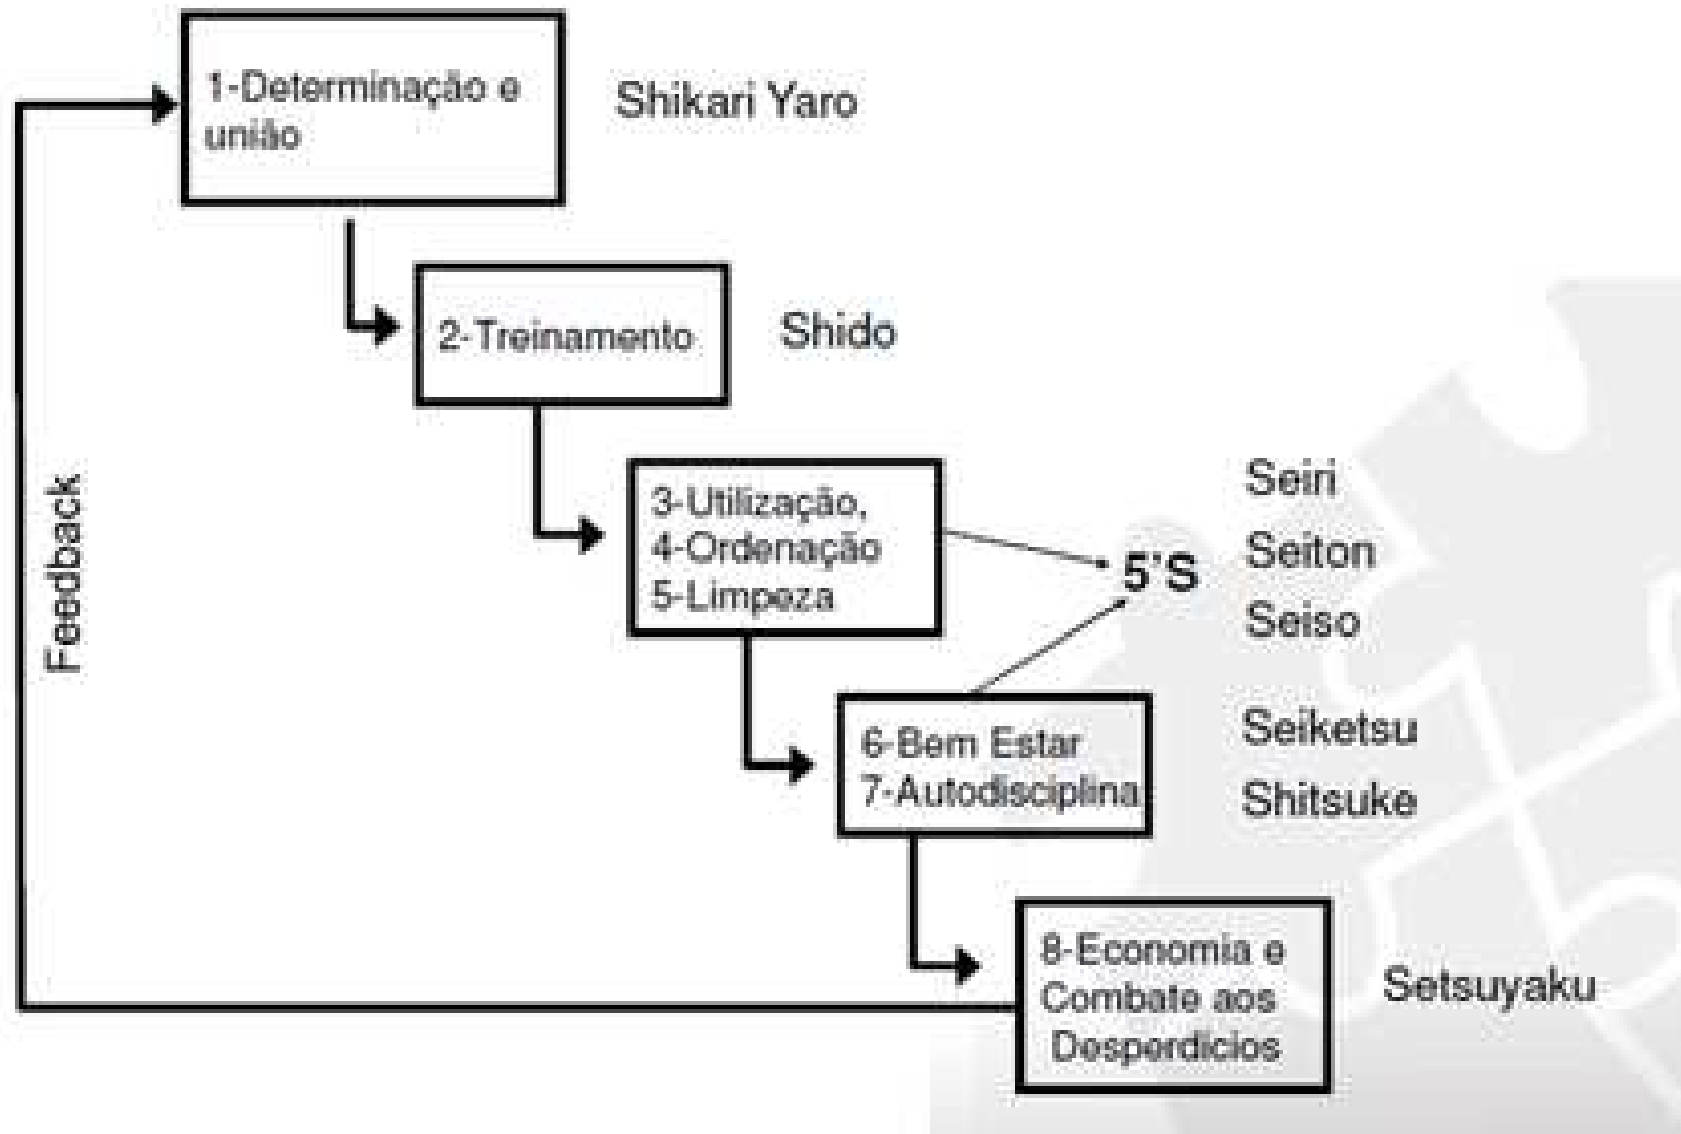 1-Determinação e
união
Shikari Yaro
2-Treinamento
Shido
3-Utilização,
4-Ordenação
5-Limpeza
5'S
Seiri
Seiton
Seiso
6-Bem Estar
7-Autodisciplina
Seiketsu
Shitsuke
8-Economia e
Combate aos
Desperdícios
Setsuyaku
Feedback